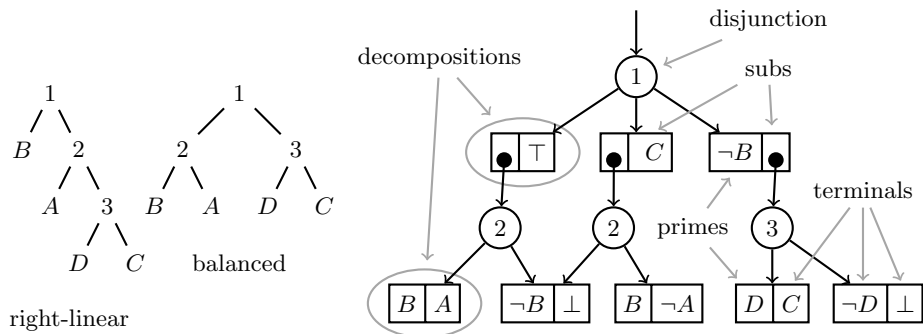 disjunction
decompositions
1
subs
1
1
B
2
2
3
⊤
C
¬B
A
3
B
A
D
C
terminals
D
C
balanced
2
2
primes
3
right-linear
B
A
¬B
⊥
B
¬A
D
C
¬D
⊥